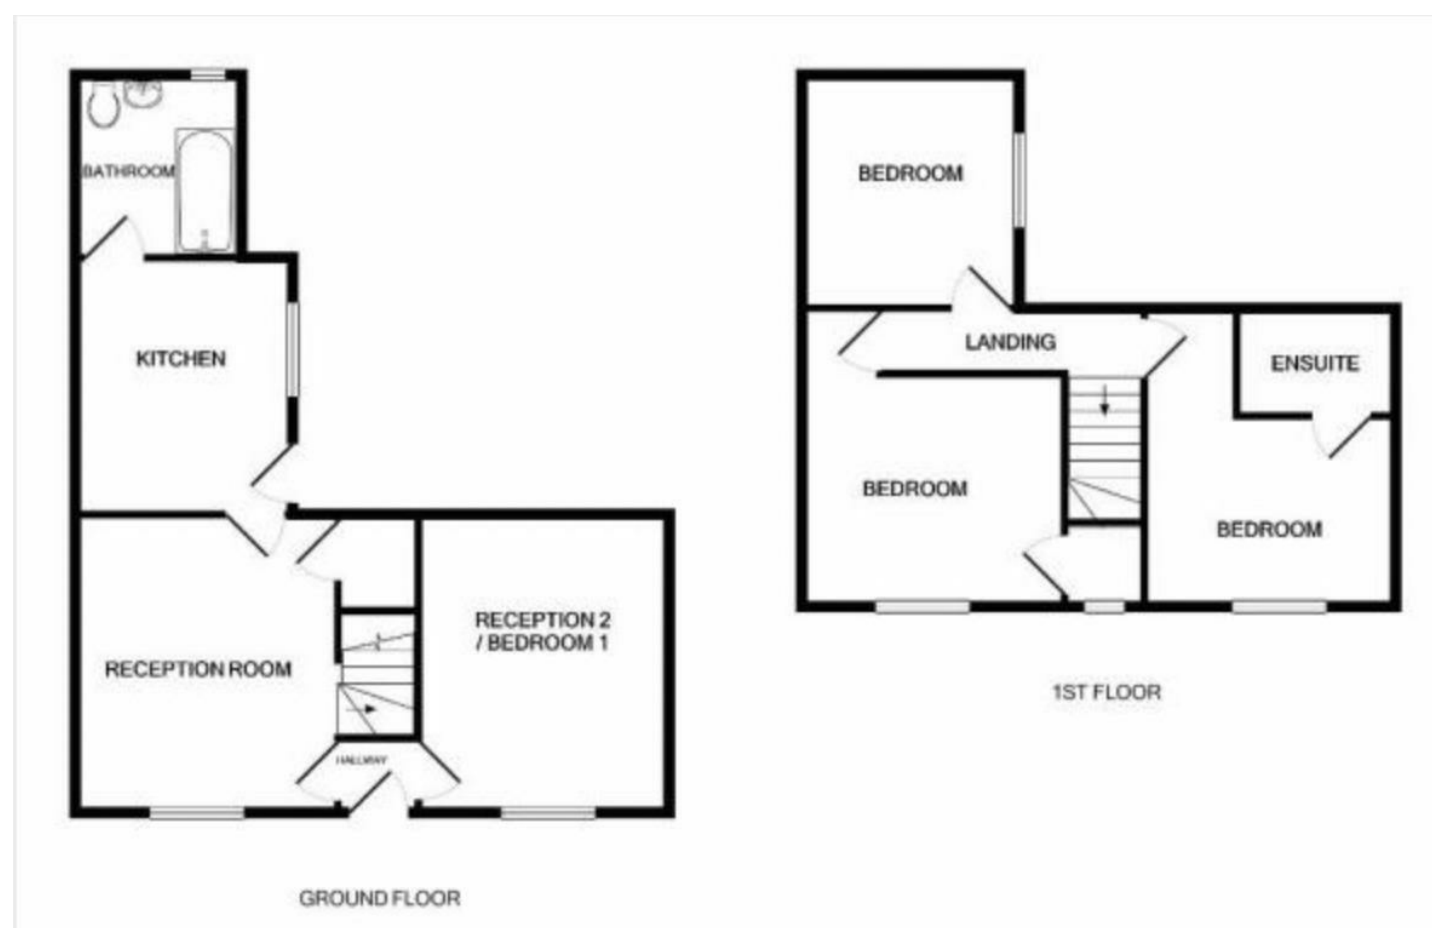 BATHROOM
KITCHEN
RECEPTION ROOM
RECEPTION 2
/ BEDROOM 1
HALLWAY
GROUND FLOOR
BEDROOM
LANDING
ENSUITE
BEDROOM
BEDROOM
1ST FLOOR